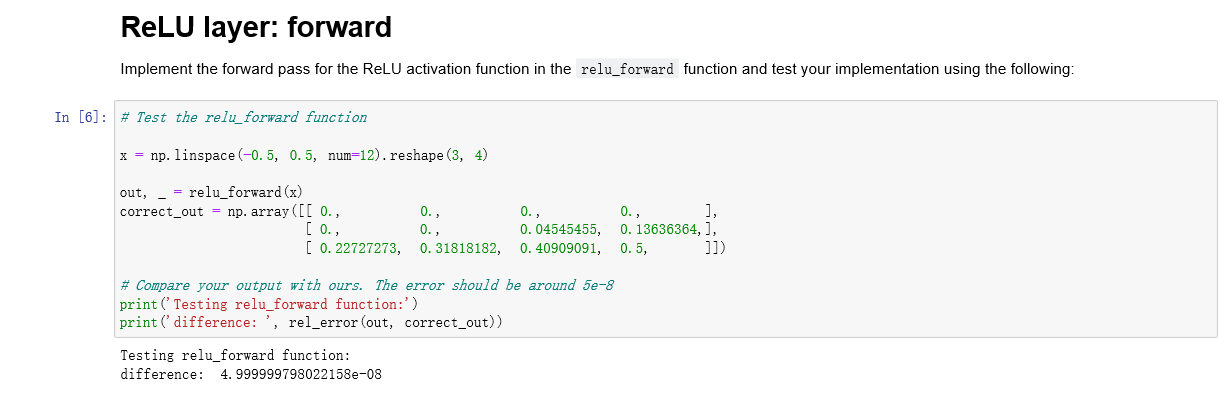 ReLU layer: forward
Implement the forward pass for the ReLU activation function in the relu_forward function and test your implementation using the following:
In [6]: # Test the relu_forward function
x = np.linspace(-0.5, 0.5, num=12).reshape(3, 4)
out, _ = relu_forward(x)
correct_out = np.array([[ 0., 0., 0., 0., ],
[ 0., 0., 0.04545455, 0.13636364,],
[ 0.22727273, 0.31818182, 0.40909091, 0.5, ]])
# Compare your output with ours. The error should be around 5e-8
print('Testing relu_forward function:')
print('difference: ', rel_error(out, correct_out))
Testing relu_forward function:
difference:  4.999999798022158e-08